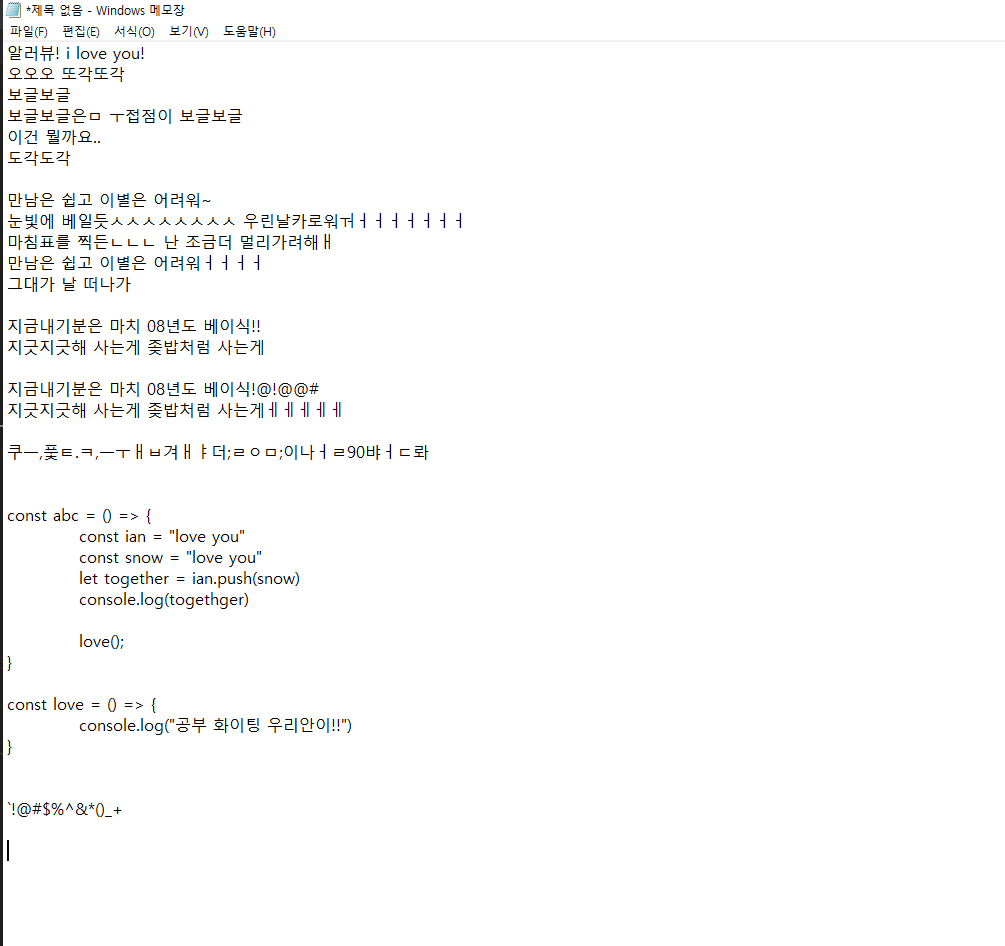 *제목 없음 - Windows 메모장
파일(F) 편집(E) 서식(O) 보기(V) 도움말(H)
알러뷰! i love you!
오오오 또각또각
보글보글
보글보글은ㅁ ㅜ접점이 보글보글
이건 뭘까요..
도각도각
만남은 쉽고 이별은 어려워~
눈빛에 베일듯ㅅㅅㅅㅅㅅㅅㅅㅅ 우린날카로워ㅝㅓㅓㅓㅓㅓㅓㅓ
마침표를 찍든ㄴㄴㄴ 난 조금더 멀리가려해ㅐ
만남은 쉽고 이별은 어려워ㅓㅓㅓㅓ
그대가 날 떠나가
지금내기분은 마치 08년도 베이식!!
지긋지긋해 사는게 좆밥처럼 사는게
지금내기분은 마치 08년도 베이식!@!@@#
지긋지긋해 사는게 좆밥처럼 사는게ㅔㅔㅔㅔㅔ
쿠ㅡ,풏ㅌ.ㅋ,ㅡㅜㅐㅂ겨ㅐㅑ더;ㄹㅇㅁ;이나ㅓㄹ90뱌ㅓㄷ롸
const abc = () => {
const ian = "love you"
const snow = "love you"
let together = ian.push(snow)
console.log(togethger)
love();
}
const love = () => {
console.log("공부 화이팅 우리안이!!")
}
`!@#$%^&*()_+